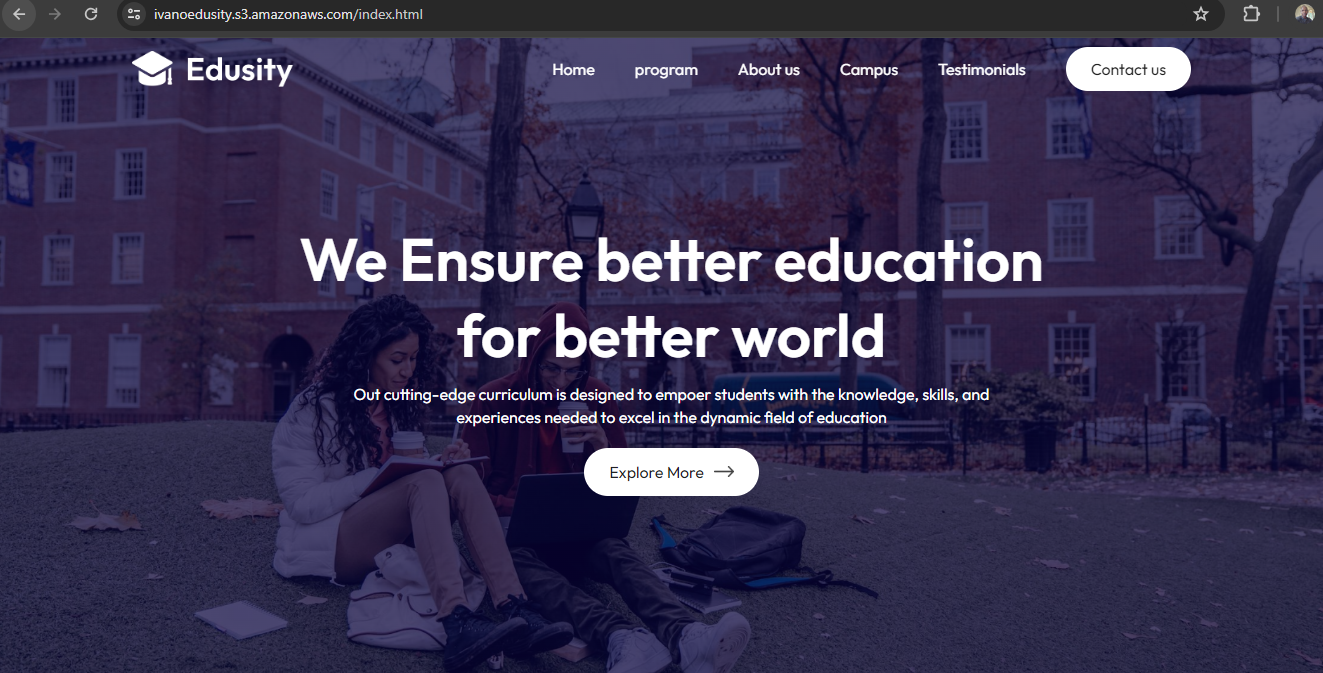 ivanoedusity.s3.amazonaws.com/index.html
Edusity
Home program About us Campus Testimonials Contact us
We Ensure better education
for better world
Out cutting-edge curriculum is designed to empoer students with the knowledge, skills, and
experiences needed to excel in the dynamic field of education
Explore More